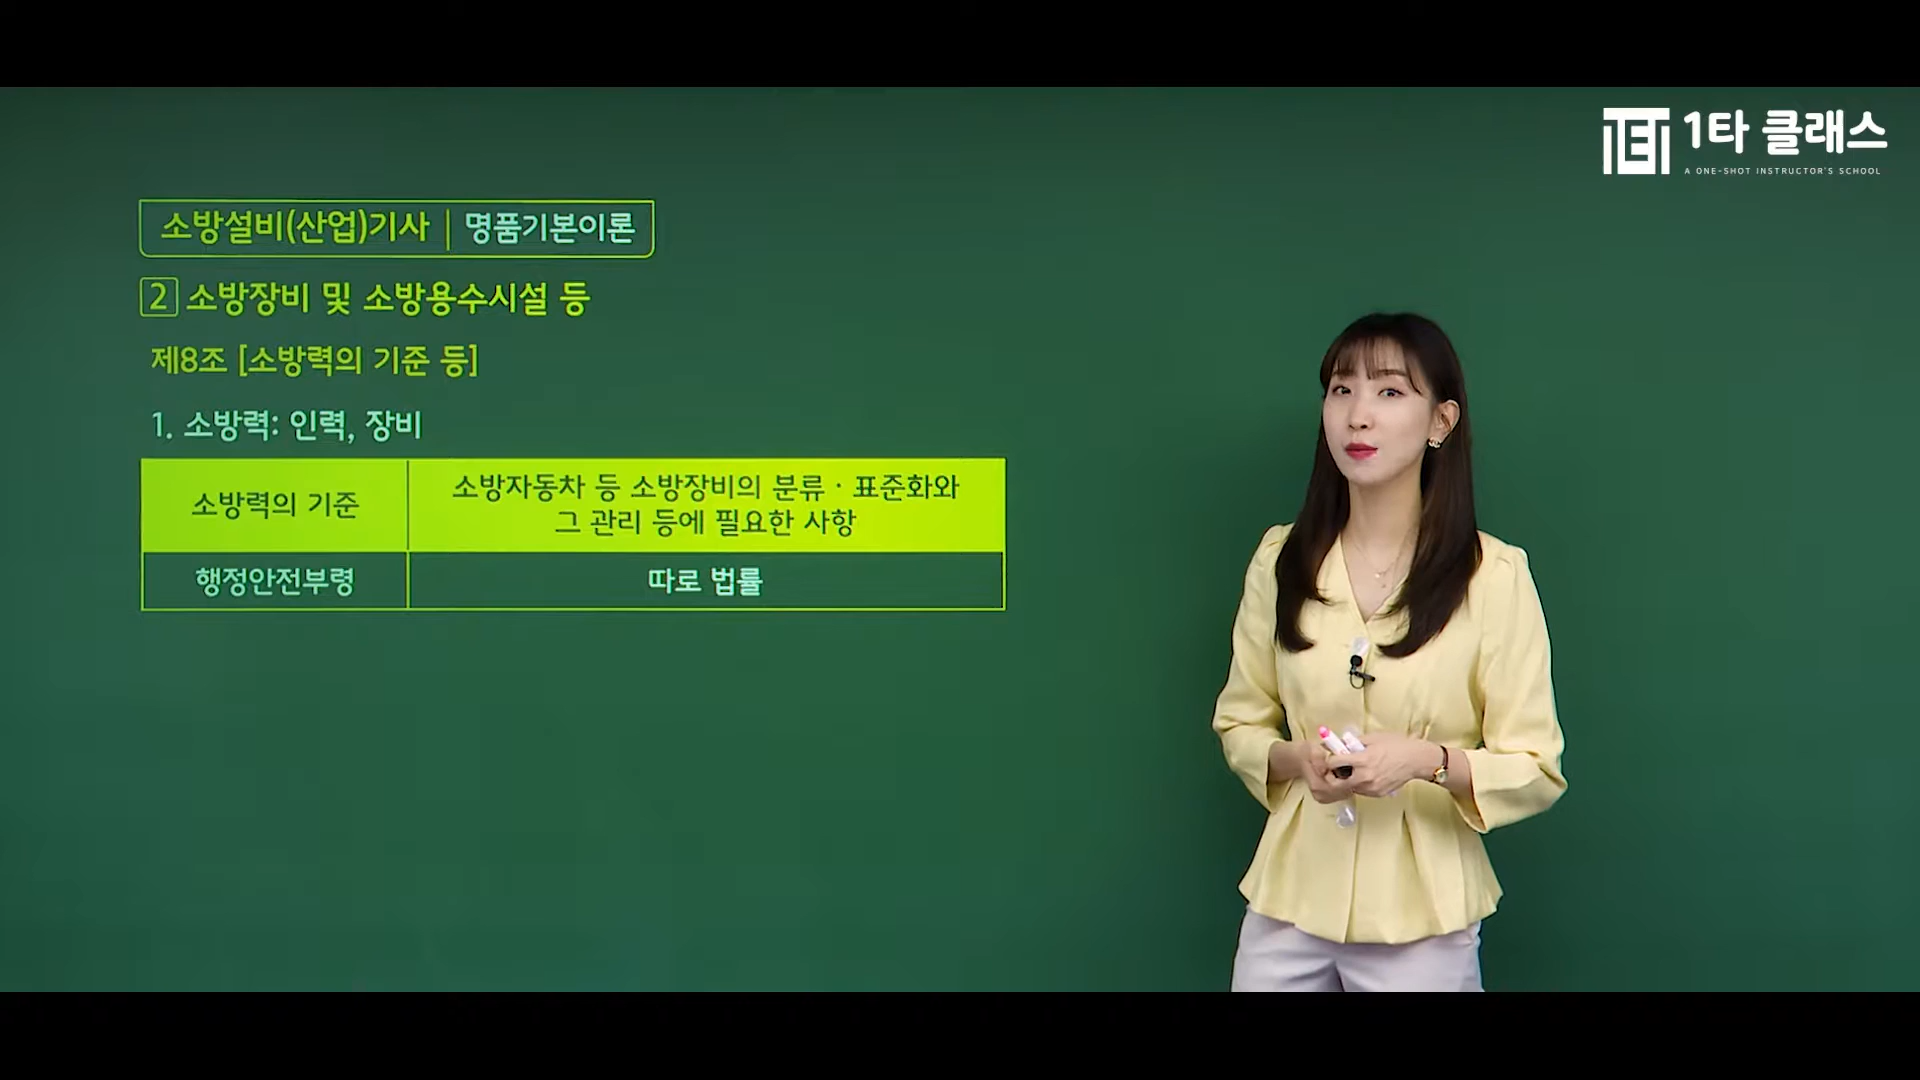 1타 클래스
A ONE-SHOT INSTRUCTOR'S SCHOOL
소방설비(산업)기사 | 명품기본이론
2 소방장비 및 소방용수시설 등
제8조 [소방력의 기준 등]
1. 소방력: 인력, 장비
소방력의 기준
소방자동차 등 소방장비의 분류 · 표준화와
그 관리 등에 필요한 사항
행정안전부령
따로 법률